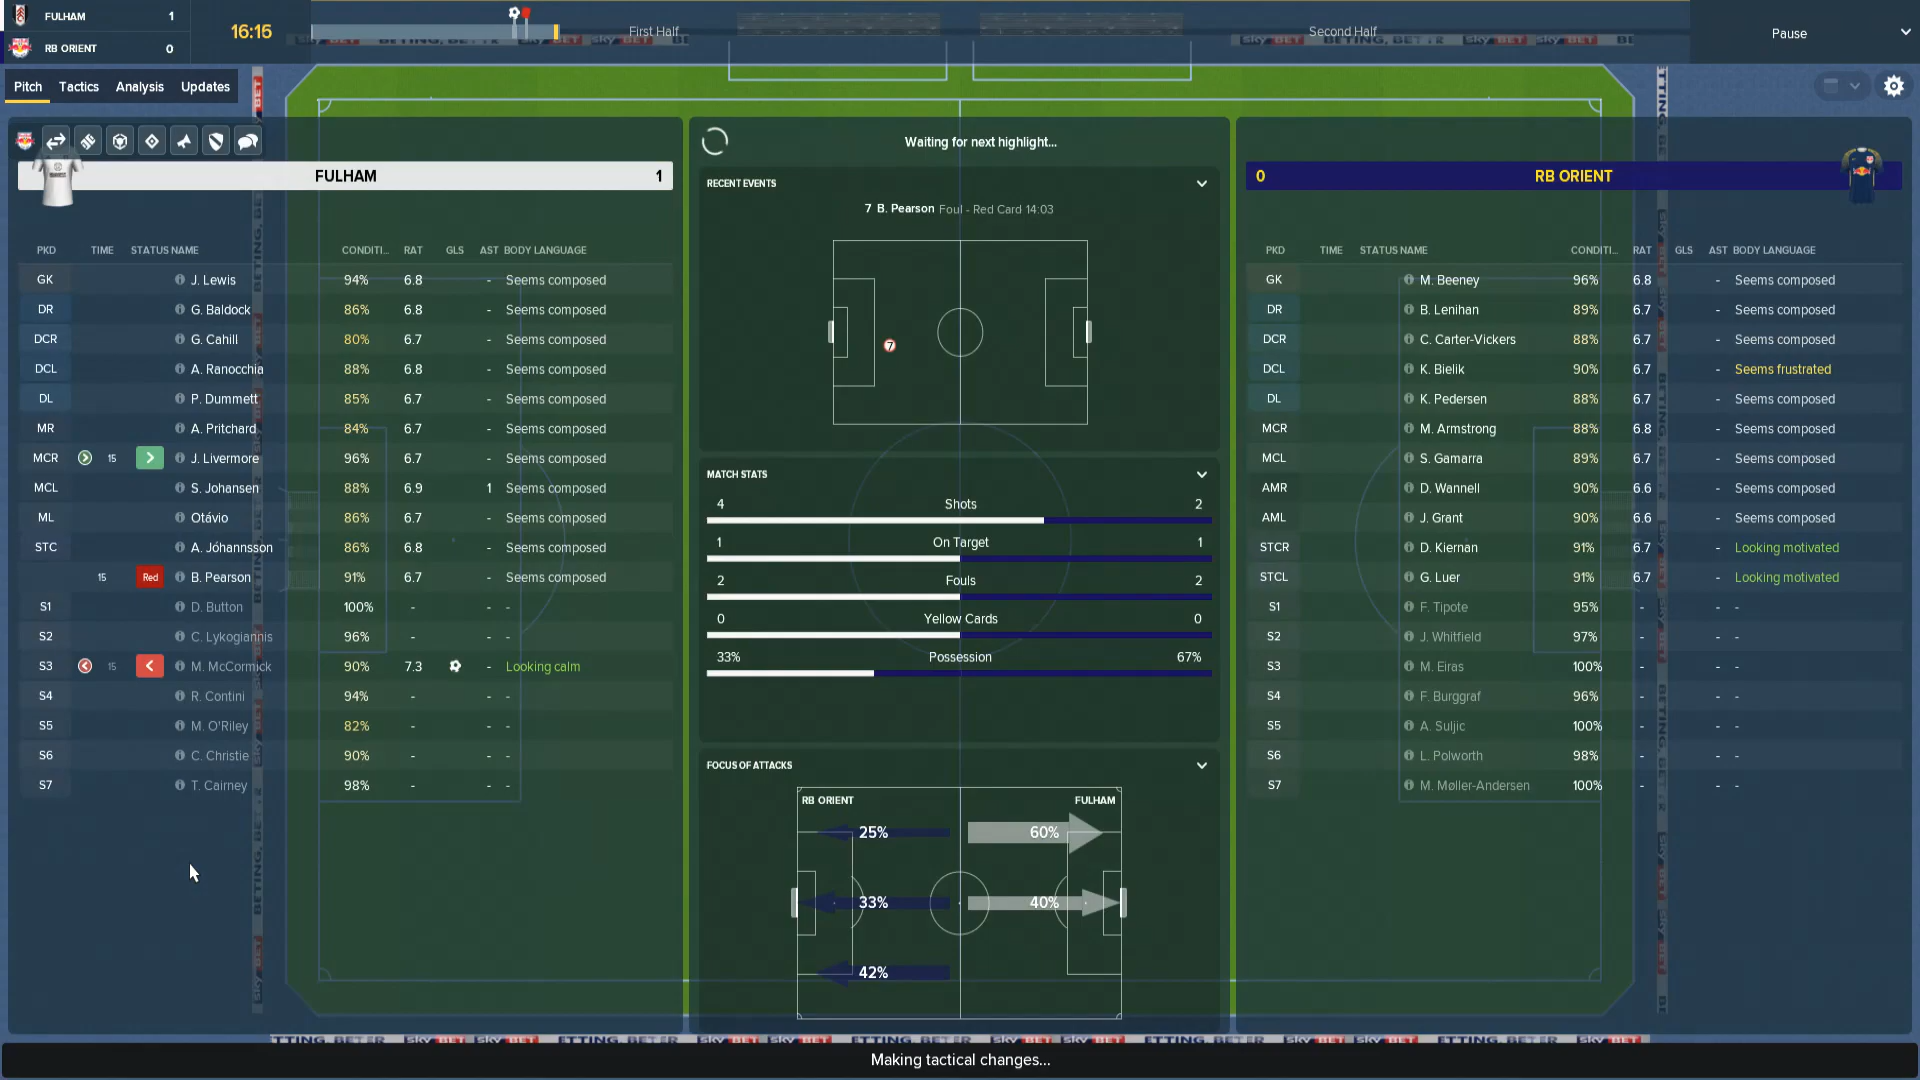 FULHAM 1
RB ORIENT 0
16:16
First Half
Second Half
Pause
Pitch Tactics Analysis Updates
FULHAM 1
PKD TIME STATUS NAME CONDITI... RAT GLS AST BODY LANGUAGE
GK J. Lewis 94% 6.8 - Seems composed
DR G. Baldock 86% 6.8 - Seems composed
DCR G. Cahill 80% 6.7 - Seems composed
DCL A. Ranocchia 88% 6.8 - Seems composed
DL P. Dummett 85% 6.7 - Seems composed
MR A. Pritchard 84% 6.7 - Seems composed
MCR 15 J. Livermore 96% 6.7 - Seems composed
MCL S. Johansen 88% 6.9 1 Seems composed
ML Otávio 86% 6.7 - Seems composed
STC A. Jóhannsson 86% 6.8 - Seems composed
15 Red B. Pearson 91% 6.7 - Seems composed
S1 D. Button 100% - - -
S2 C. Lykogiannis 96% - - -
S3 15 M. McCormick 90% 7.3 - Looking calm
S4 R. Contini 94% - - -
S5 M. O'Riley 82% - - -
S6 C. Christie 90% - - -
S7 T. Cairney 98% - - -
Waiting for next highlight...
RECENT EVENTS
7 B. Pearson Foul - Red Card 14:03
7
MATCH STATS
4 Shots 2
1 On Target 1
2 Fouls 2
0 Yellow Cards 0
33% Possession 67%
FOCUS OF ATTACKS
RB ORIENT FULHAM
25% 60%
33% 40%
42%
0 RB ORIENT
PKD TIME STATUS NAME CONDITI... RAT GLS AST BODY LANGUAGE
GK M. Beeney 96% 6.8 - Seems composed
DR B. Lenihan 89% 6.7 - Seems composed
DCR C. Carter-Vickers 88% 6.7 - Seems composed
DCL K. Bielik 90% 6.7 - Seems frustrated
DL K. Pedersen 88% 6.7 - Seems composed
MCR M. Armstrong 88% 6.8 - Seems composed
MCL S. Gamarra 89% 6.7 - Seems composed
AMR D. Wannell 90% 6.6 - Seems composed
AML J. Grant 90% 6.6 - Seems composed
STCR D. Kiernan 91% 6.7 - Looking motivated
STCL G. Luer 91% 6.7 - Looking motivated
S1 F. Tipote 95% - - -
S2 J. Whitfield 97% - - -
S3 M. Eiras 100% - - -
S4 F. Burggraf 96% - - -
S5 A. Suljic 100% - - -
S6 L. Polworth 98% - - -
S7 M. Møller-Andersen 100% - - -
Making tactical changes...